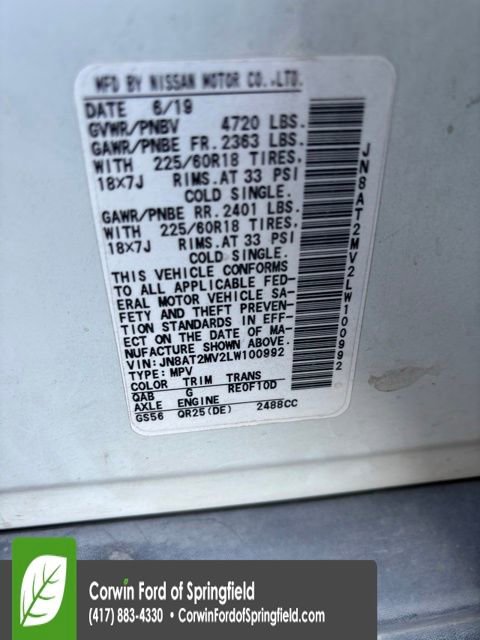 MFD BY NISSAN MOTOR CO.,LTD.
DATE 6/19
GVWR/PNBV 4720 LBS.
GAWR/PNBE FR. 2363 LBS.
WITH 225/60R18 TIRES,
18X7J RIMS.AT 33 PSI
COLD SINGLE.
GAWR/PNBE RR. 2401 LBS.
WITH 225/60R18 TIRES,
18X7J RIMS.AT 33 PSI
COLD SINGLE.
THIS VEHICLE CONFORMS
TO ALL APPLICABLE FED-
ERAL MOTOR VEHICLE SA-
FETY AND THEFT PREVEN-
TION STANDARDS IN EFF-
ECT ON THE DATE OF MA-
NUFACTURE SHOWN ABOVE.
VIN:JN8AT2MV2LW100992
TYPE:MPV
COLOR TRIM TRANS
QAB G RE0F10D
AXLE ENGINE
GS56 QR25(DE) 2488CC
JN8AT2MV2LW100992
Corwin Ford of Springfield
(417) 883-4330 • CorwinFordofSpringfield.com